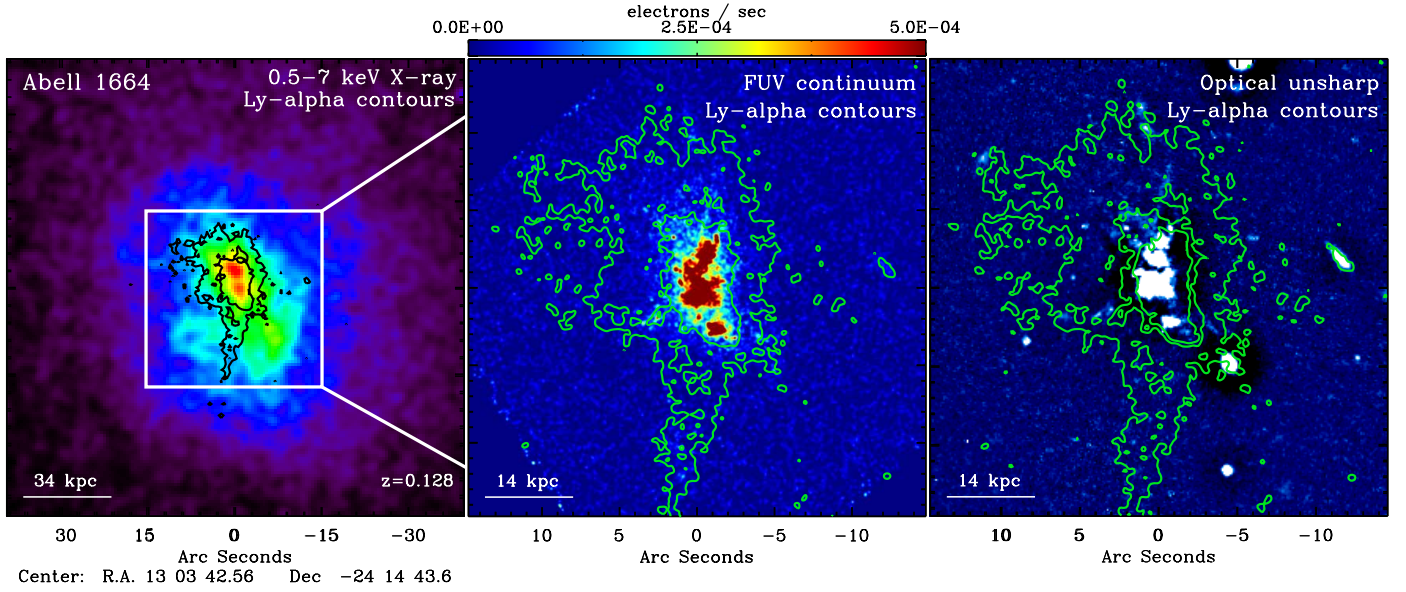 electrons / sec
0.0E+00 2.5E-04 5.0E-04
Abell 1664
0.5-7 keV X-ray
Ly-alpha contours
34 kpc
z=0.128
30 15 0 -15 -30
Arc Seconds
Center: R.A. 13 03 42.56 Dec -24 14 43.6
FUV continuum
Ly-alpha contours
14 kpc
10 5 0 -5 -10
Arc Seconds
Optical unsharp
Ly-alpha contours
14 kpc
10 5 0 -5 -10
Arc Seconds